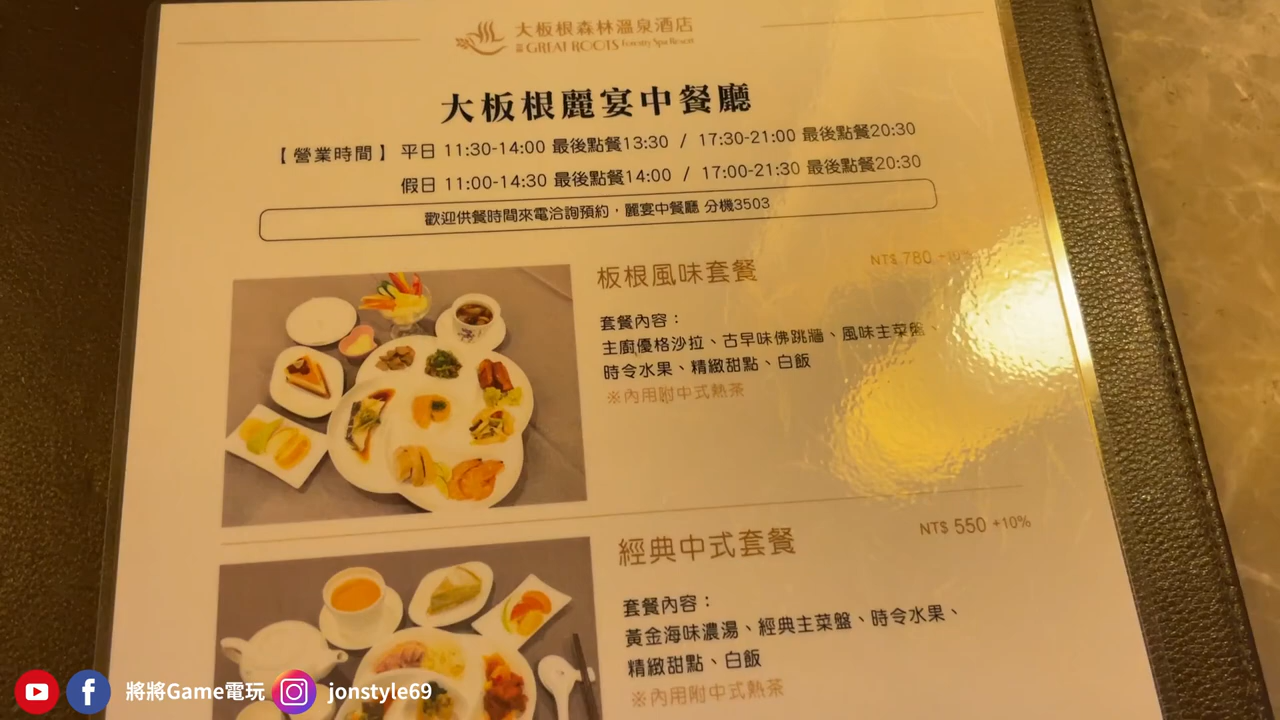 大板根森林溫泉酒店
GREAT ROOTS Forestry Spa Resort
大板根麗宴中餐廳
【營業時間】 平日 11:30-14:00 最後點餐13:30 / 17:30-21:00 最後點餐20:30
假日 11:00-14:30 最後點餐14:00 / 17:00-21:30 最後點餐20:30
歡迎供餐時間來電洽詢預約，麗宴中餐廳 分機3503
板根風味套餐 NT$ 780 +10%
套餐內容：
主廚優格沙拉、古早味佛跳牆、風味主菜盤、
時令水果、精緻甜點、白飯
※內用附中式熱茶
經典中式套餐 NT$ 550 +10%
套餐內容：
黃金海味濃湯、經典主菜盤、時令水果、
精緻甜點、白飯
※內用附中式熱茶
將將Game電玩 jonstyle69